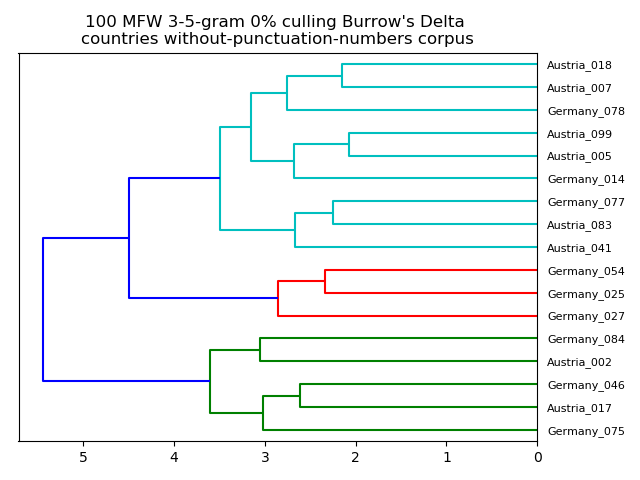 100 MFW 3-5-gram 0% culling Burrow's Delta
countries without-punctuation-numbers corpus
Austria_018
Austria_007
Germany_078
Austria_099
Austria_005
Germany_014
Germany_077
Austria_083
Austria_041
Germany_054
Germany_025
Germany_027
Germany_084
Austria_002
Germany_046
Austria_017
Germany_075
5 4 3 2 1 0